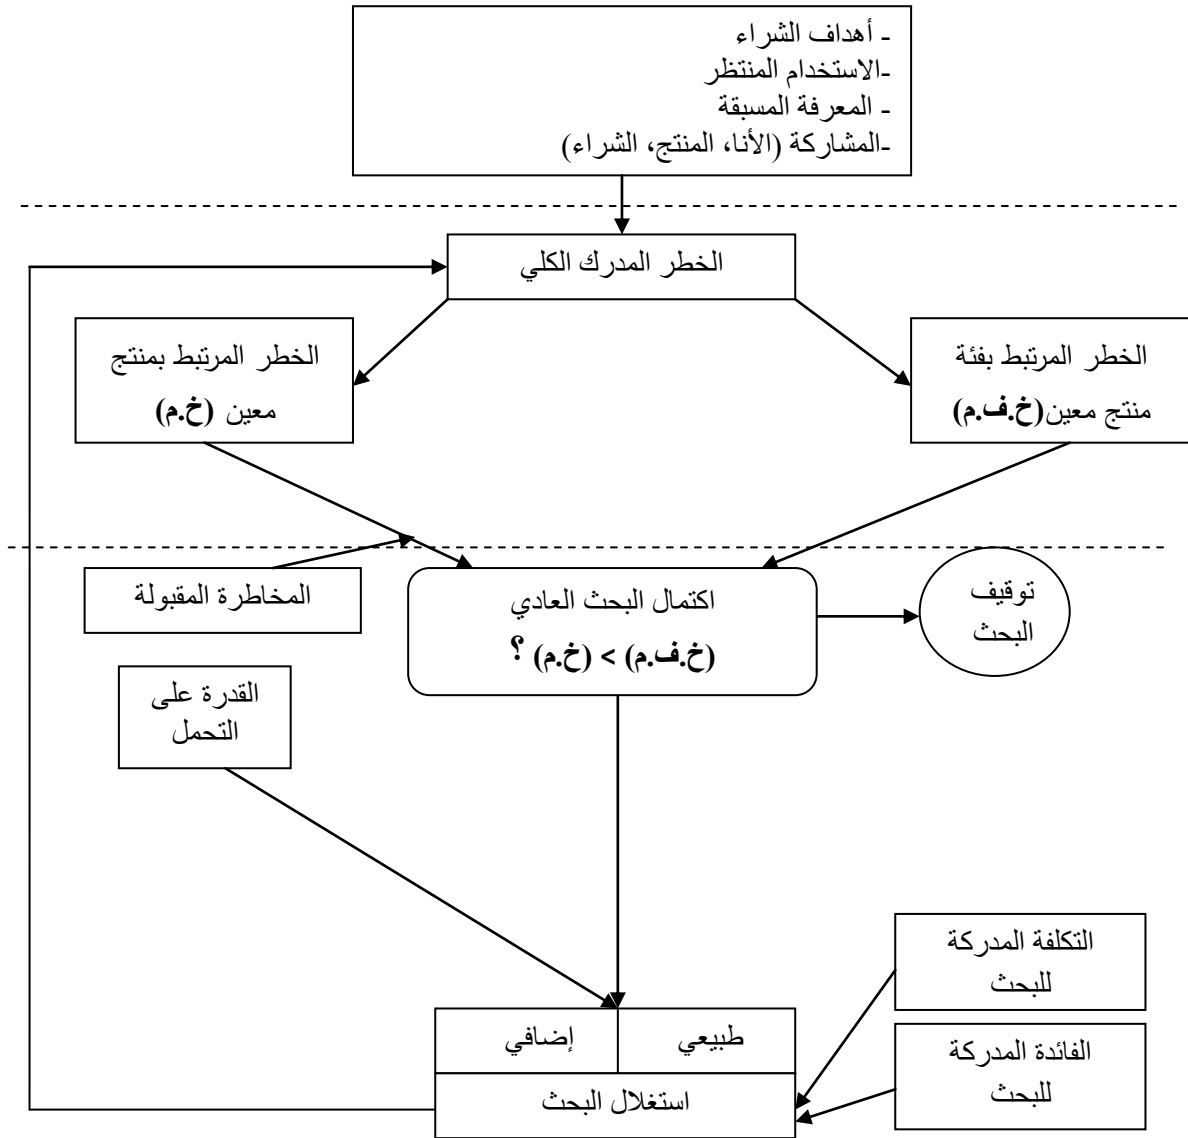 - أهداف الشراء
-الاستخدام المنتظر
- المعرفة المسبقة
-المشاركة (الأنا، المنتج، الشراء)
الخطر المدرك الكلي
الخطر المرتبط بفئة
منتج معين(خ.ف.م)
الخطر المرتبط بمنتج
معين (خ.م)
المخاطرة المقبولة
اكتمال البحث العادي
(خ.ف.م) < (خ.م) ؟
توقيف
البحث
القدرة على
التحمل
التكلفة المدركة
للبحث
طبيعي
إضافي
استغلال البحث
الفائدة المدركة
للبحث